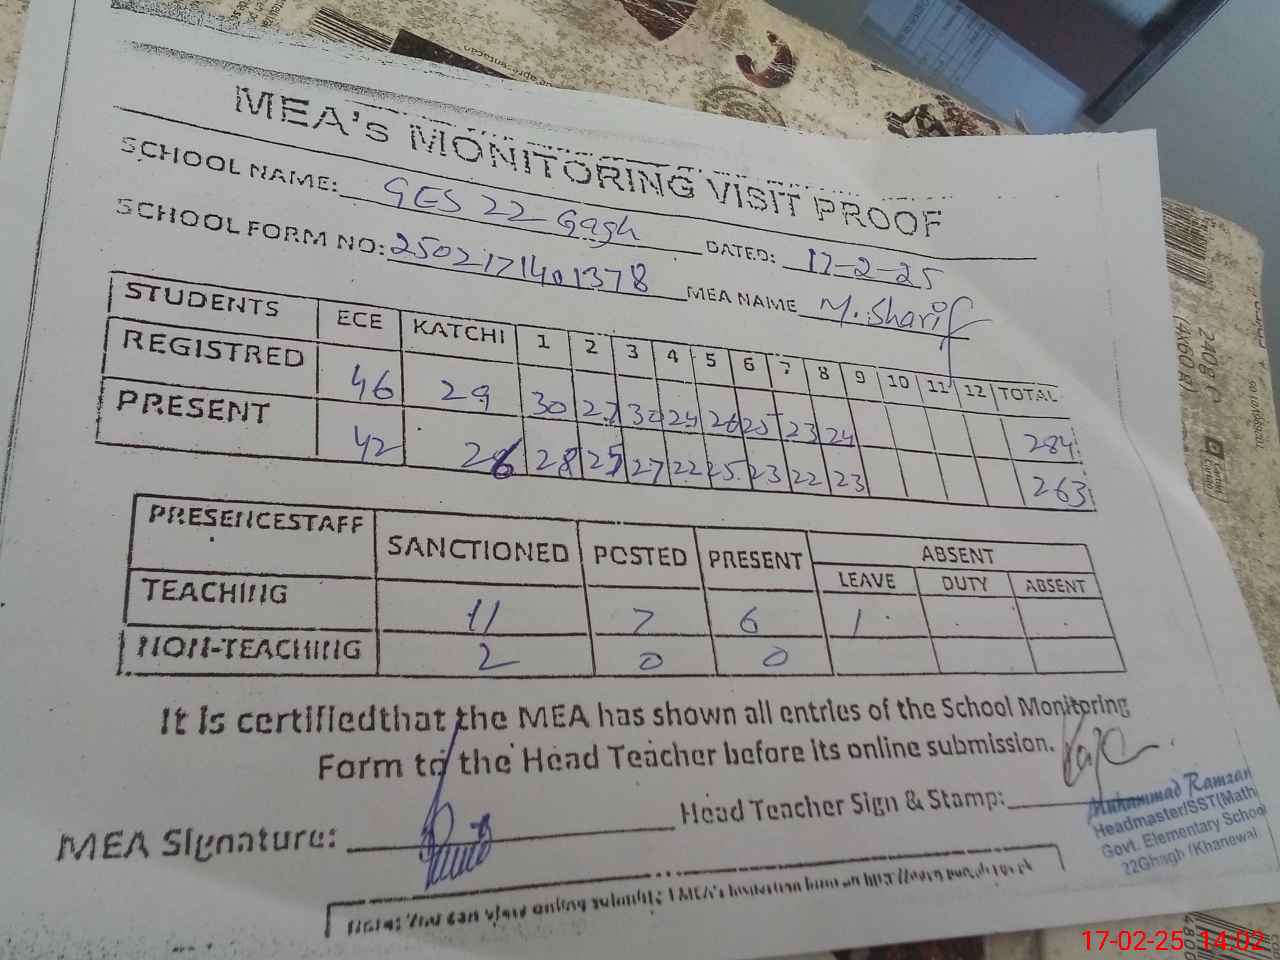 MEA's MONITORING VISIT PROOF
SCHOOL NAME: GES 22 Gagh DATED: 17-2-25
SCHOOL FORM NO: 2502171401378 MEA NAME M. Sharif
STUDENTS ECE KATCHI 1 2 3 4 5 6 7 8 9 10 11 12 TOTAL
REGISTRED 46 29 30 27 30 24 26 25 23 24 284
PRESENT 42 26 28 25 27 22 25 23 22 23 263
PRESENCESTAFF SANCTIONED POSTED PRESENT ABSENT
LEAVE DUTY ABSENT
TEACHING 11 7 6 1
NON-TEACHING 2 0 0
It is certifiedthat the MEA has shown all entries of the School Monitoring
Form to the Head Teacher before its online submission.
MEA Signature: Head Teacher Sign & Stamp:
Muhammad Ramzan
Headmaster/SST(Math
Govt. Elementary Schoo
22Ghagh (Khanewal
240g
(4x60g)
17-02-25 14:02